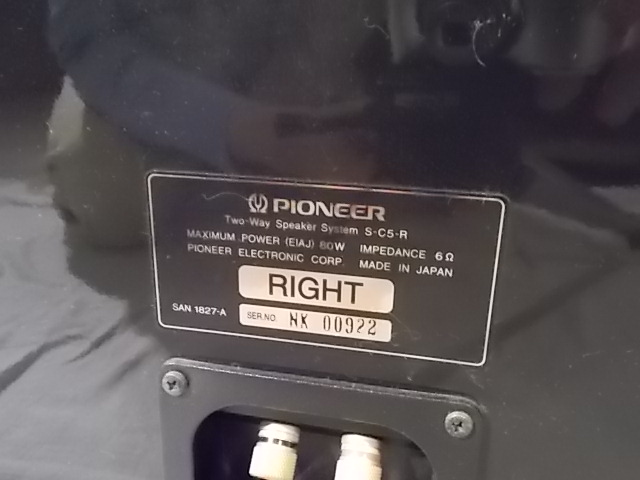 PIONEER
Two-Way Speaker System S-C5-R
MAXIMUM POWER (EIAJ) 80W IMPEDANCE 6Ω
PIONEER ELECTRONIC CORP. MADE IN JAPAN
RIGHT
SAN 1827-A SER.NO. NK 00922